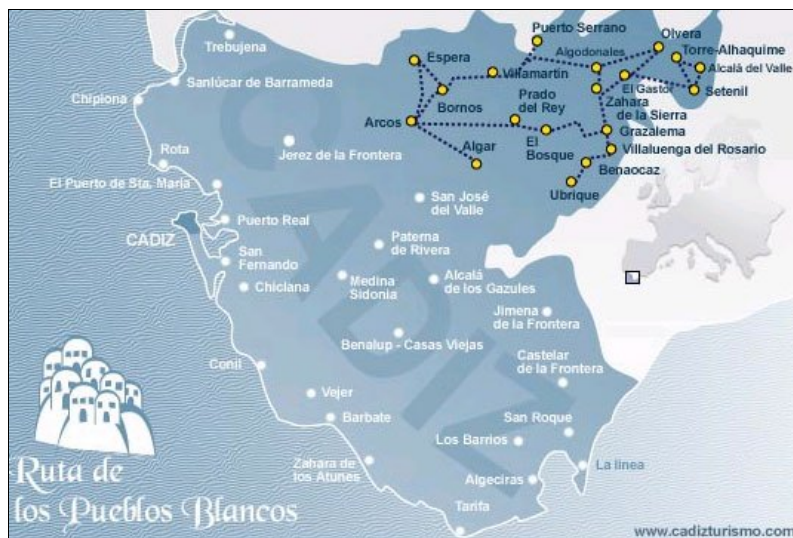 Puerto Serrano
Olvera
Trebujena
Espera
Algodonales
Torre-Alhaquime
Sanlúcar de Barrameda
Villamartín
Alcalá del Valle
Chipiona
Bornos
Prado
del Rey
El Gastor
Setenil
Zahara
de la Sierra
Arcos
Grazalema
Rota
Jerez de la Frontera
Algar
El
Bosque
Villaluenga del Rosario
Benaocaz
El Puerto de Sta. María
Ubrique
San José
del Valle
Puerto Real
CADIZ
Paterna
de Rivera
San
Fernando
Chiclana
Medina
Sidonia
Alcalá
de los Gazules
Jimena
de la Frontera
Benalup - Casas Viejas
Conil
Castelar
de la Frontera
Vejer
Barbate
San Roque
Los Barrios
Zahara de
los Atunes
Algeciras
La línea
Tarifa
CADIZ
Ruta de
los Pueblos Blancos
www.cadizturismo.com